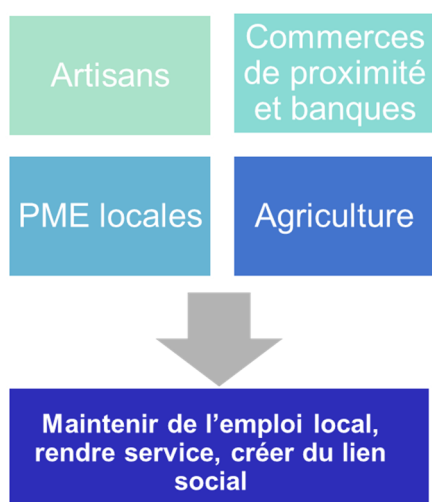 Artisans
Commerces
de proximité
et banques
PME locales
Agriculture
Maintenir de l’emploi local,
rendre service, créer du lien
social